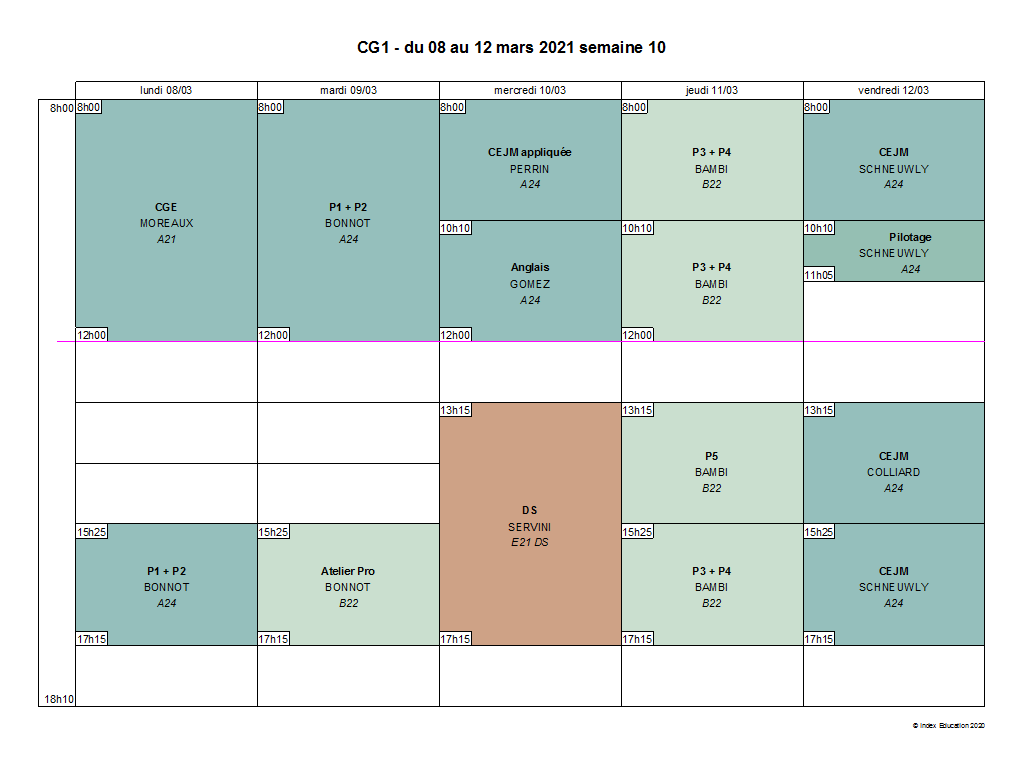 CG1 - du 08 au 12 mars 2021 semaine 10
lundi 08/03
mardi 09/03
mercredi 10/03
jeudi 11/03
vendredi 12/03
8h00
8h00
CGE
MOREAUX
A21
12h00
15h25
P1 + P2
BONNOT
A24
17h15
8h00
P1 + P2
BONNOT
A24
12h00
15h25
Atelier Pro
BONNOT
B22
17h15
8h00
CEJM appliquée
PERRIN
A24
10h10
Anglais
GOMEZ
A24
12h00
13h15
DS
SERVINI
E21 DS
17h15
8h00
P3 + P4
BAMBI
B22
10h10
P3 + P4
BAMBI
B22
12h00
13h15
P5
BAMBI
B22
15h25
P3 + P4
BAMBI
B22
17h15
8h00
CEJM
SCHNEUWLY
A24
10h10
Pilotage
SCHNEUWLY
A24
11h05
13h15
CEJM
COLLIARD
A24
15h25
CEJM
SCHNEUWLY
A24
17h15
18h10
© Index Education 2020